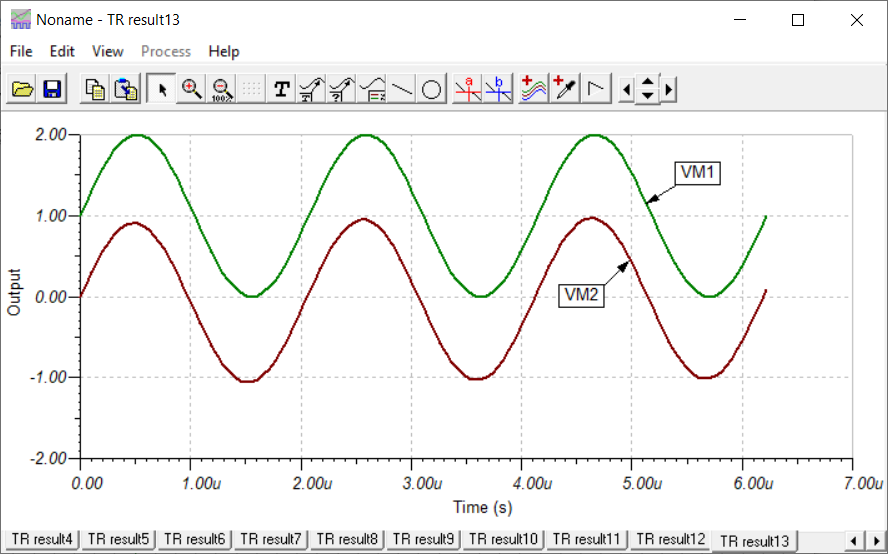 Noname - TR result13
File Edit View Process Help
T
100%
T
?
a
b
2.00
1.00
0.00
-1.00
-2.00
Output
VM1
VM2
0.00 1.00u 2.00u 3.00u 4.00u 5.00u 6.00u 7.00u
Time (s)
TR result4 TR result5 TR result6 TR result7 TR result8 TR result9 TR result10 TR result11 TR result12 TR result13